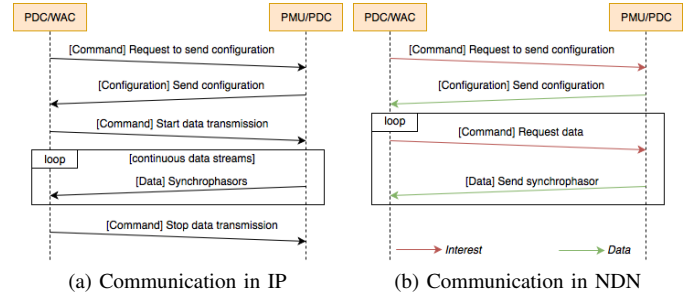 PDC/WAC
PMU/PDC
[Command] Request to send configuration
[Configuration] Send configuration
[Command] Start data transmission
loop
[continuous data streams]
[Data] Synchrophasors
[Command] Stop data transmission
(a) Communication in IP
PDC/WAC
PMU/PDC
[Command] Request to send configuration
[Configuration] Send configuration
loop
[Command] Request data
[Data] Send synchrophasor
Interest
Data
(b) Communication in NDN